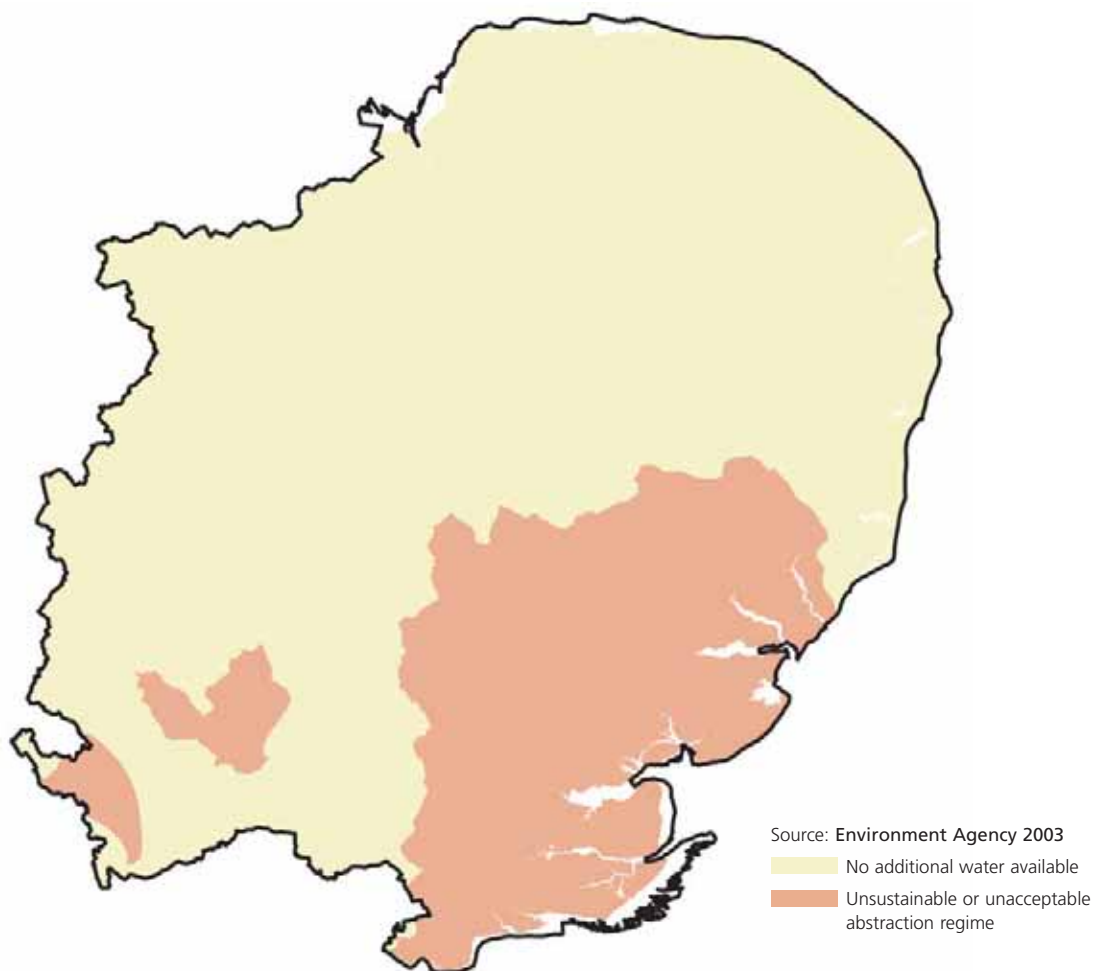 Source: Environment Agency 2003
No additional water available
Unsustainable or unacceptable
abstraction regime